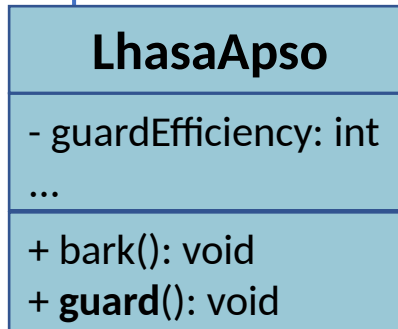 LhasaApso
- guardEfficiency: int
...
+ bark(): void
+ guard(): void